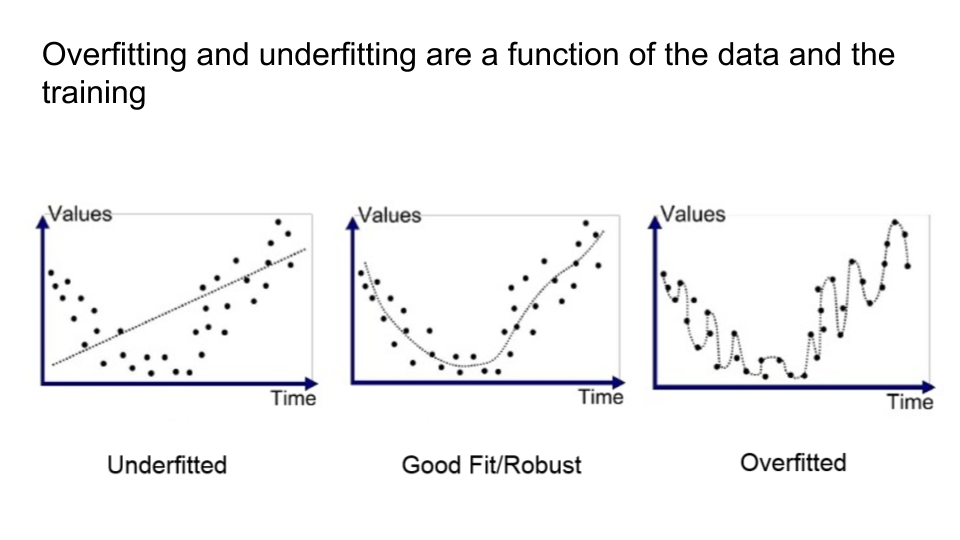 Overfitting and underfitting are a function of the data and the
training
Values
Values
Values
Time
Time
Time
Underfitted
Good Fit/Robust
Overfitted